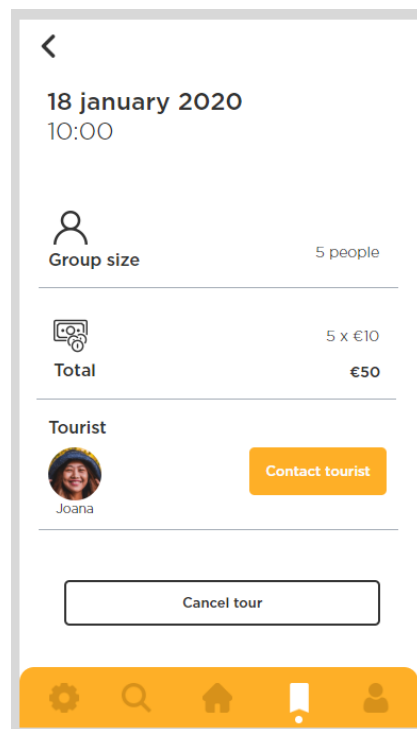 18 january 2020
10:00
Group size
5 people
5 x €10
Total
€50
Tourist
Contact tourist
Joana
Cancel tour